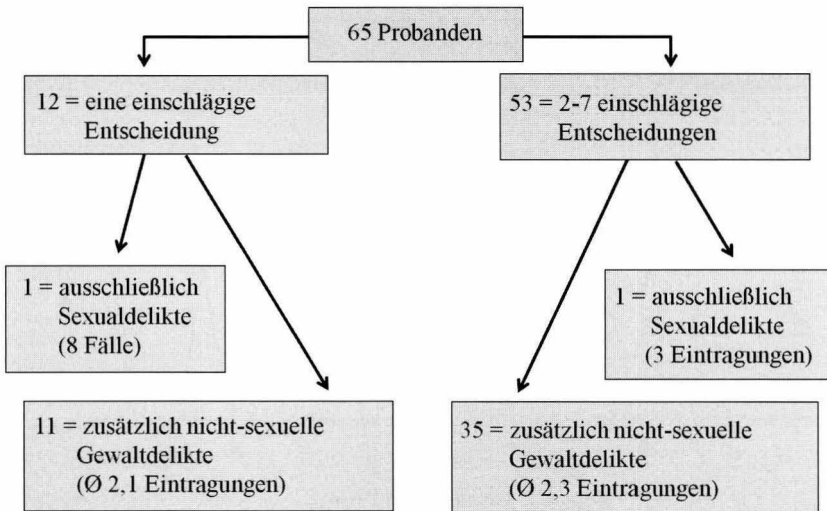 65 Probanden
12 = eine einschlägige
Entscheidung
53 = 2-7 einschlägige
Entscheidungen
1 = ausschließlich
Sexualdelikte
(8 Fälle)
1 = ausschließlich
Sexualdelikte
(3 Eintragungen)
11 = zusätzlich nicht-sexuelle
Gewaltdelikte
(Ø 2,1 Eintragungen)
35 = zusätzlich nicht-sexuelle
Gewaltdelikte
(Ø 2,3 Eintragungen)